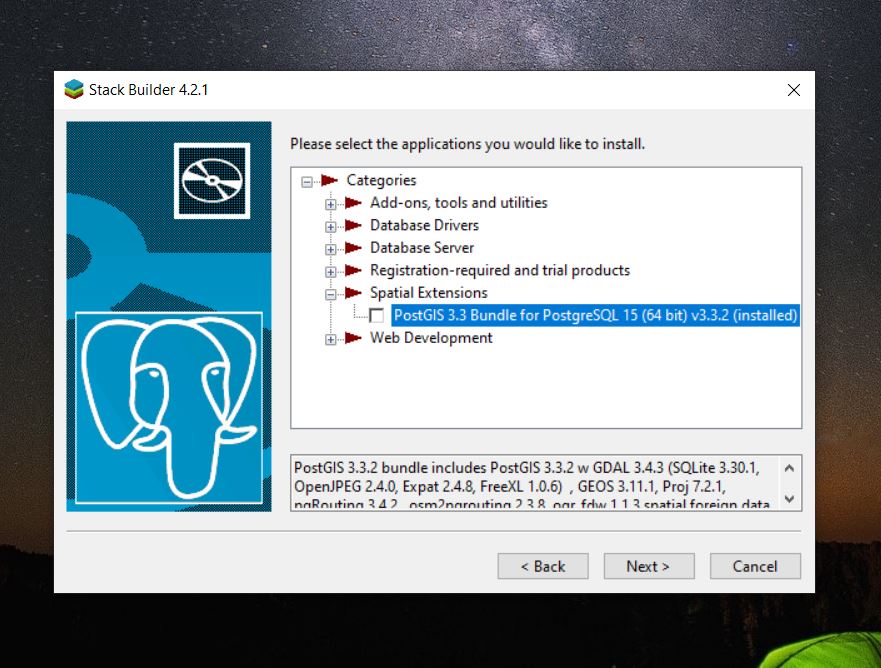 Stack Builder 4.2.1
Please select the applications you would like to install.
Categories
Add-ons, tools and utilities
Database Drivers
Database Server
Registration-required and trial products
Spatial Extensions
PostGIS 3.3 Bundle for PostgreSQL 15 (64 bit) v3.3.2 (installed)
Web Development
PostGIS 3.3.2 bundle includes PostGIS 3.3.2 w GDAL 3.4.3 (SQLite 3.30.1,
OpenJPEG 2.4.0, Expat 2.4.8, FreeXL 1.0.6) , GEOS 3.11.1, Proj 7.2.1,
pgRouting 3.4.2, osm2pgrouting 2.3.8, ogr_fdw 1.1.3 spatial foreign data
< Back
Next >
Cancel